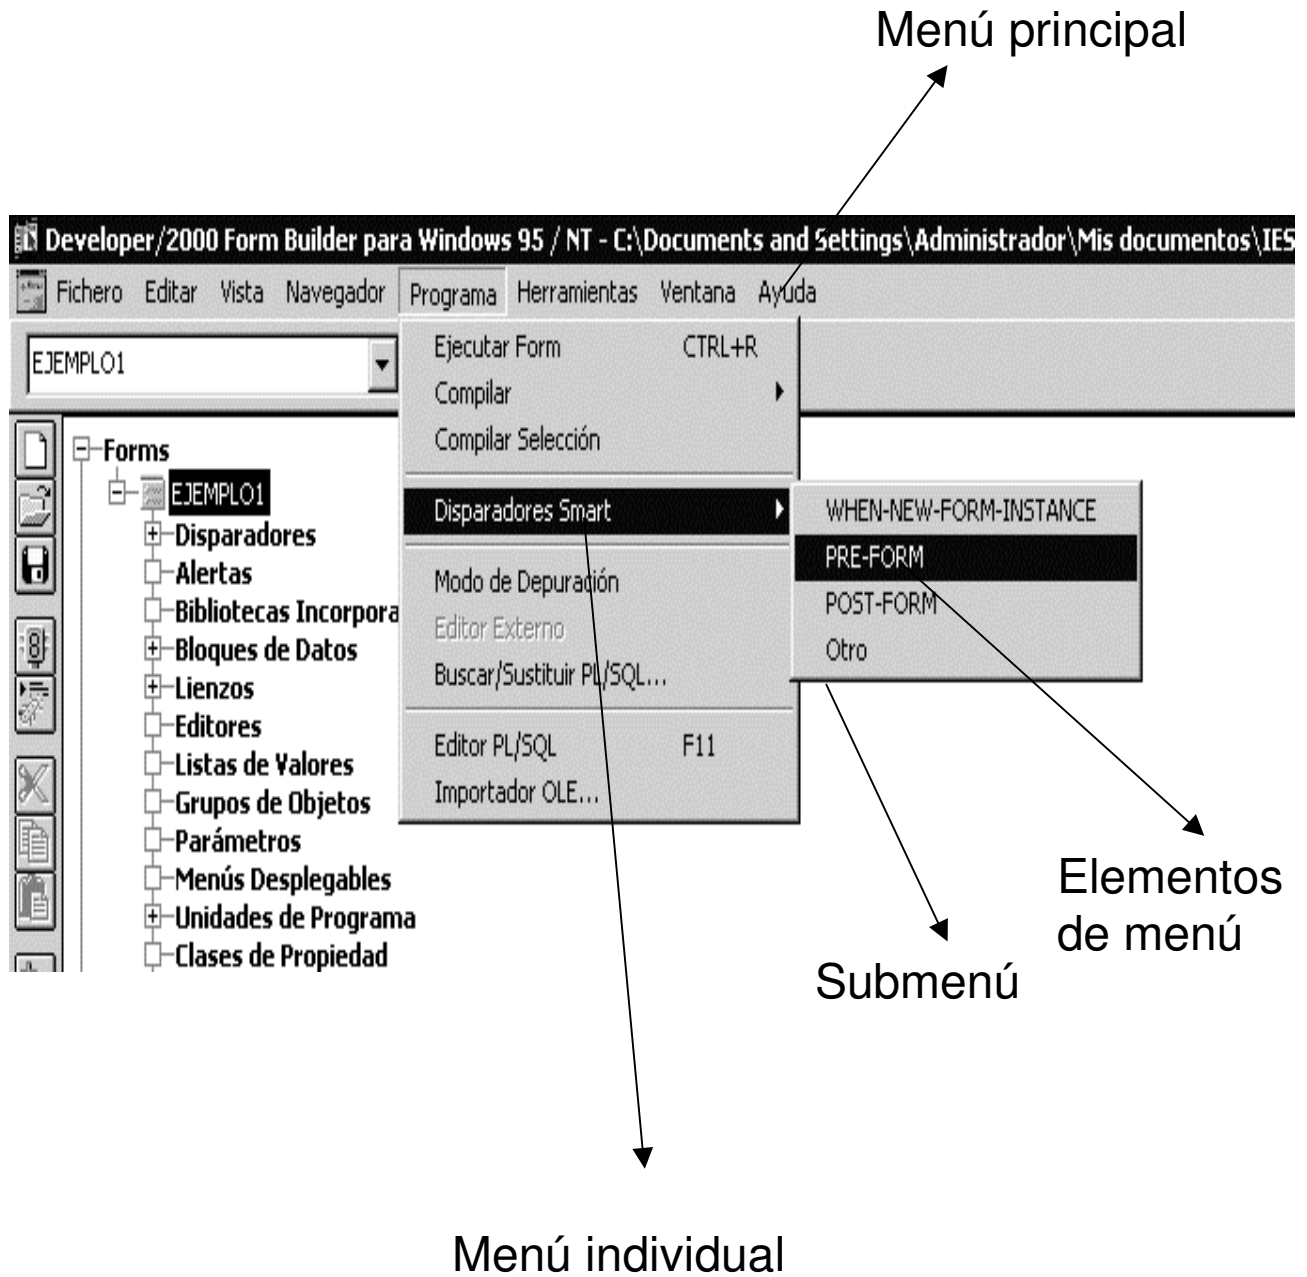 Menú principal
Developer/2000 Form Builder para Windows 95 / NT - C:\Documents and Settings\Administrador\Mis documentos\IES
Fichero Editar Vista Navegador Programa Herramientas Ventana Ayuda
EJEMPLO1
Ejecutar Form CTRL+R
Compilar
Compilar Selección
Disparadores Smart
Modo de Depuración
Editor Externo
Buscar/Sustituir PL/SQL...
Editor PL/SQL F11
Importador OLE...
WHEN-NEW-FORM-INSTANCE
PRE-FORM
POST-FORM
Otro
Forms
EJEMPLO1
Disparadores
Alertas
Bibliotecas Incorpora
Bloques de Datos
Lienzos
Editores
Listas de Valores
Grupos de Objetos
Parámetros
Menús Desplegables
Unidades de Programa
Clases de Propiedad
Elementos
de menú
Submenú
Menú individual